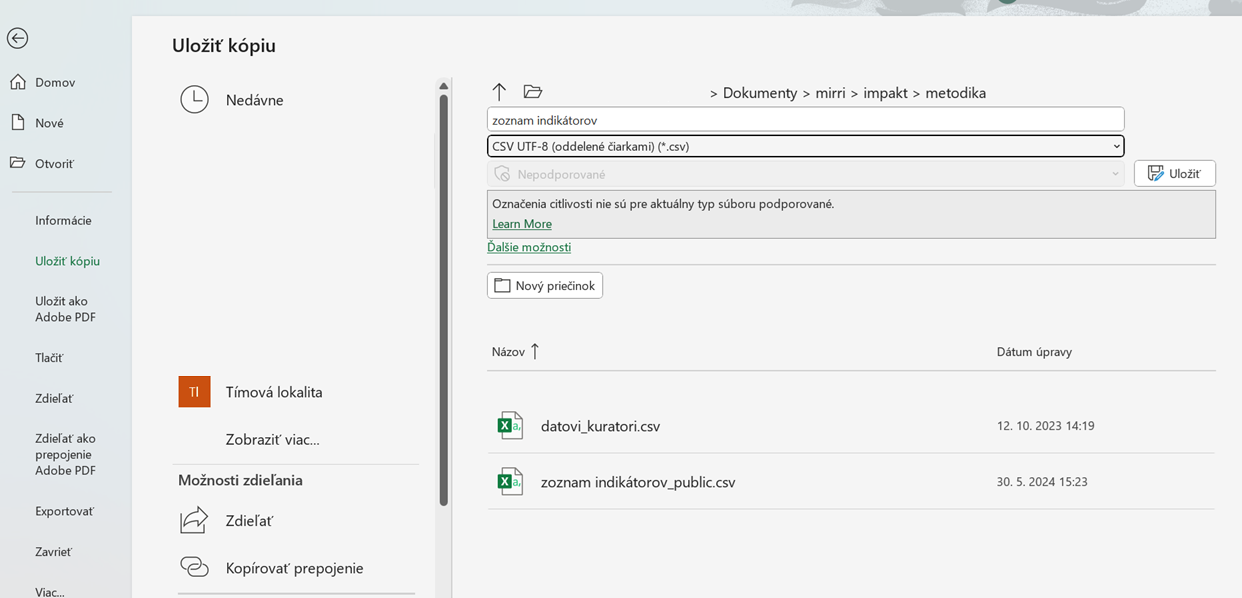 Domov
Nové
Otvoriť
Informácie
Uložiť kópiu
Uložit ako
Adobe PDF
Tlačiť
Zdieľať
Zdieľať ako
prepojenie
Adobe PDF
Exportovať
Zavrieť
Viac...
Uložiť kópiu
Nedávne
TI
Tímová lokalita
Zobraziť viac...
Možnosti zdieľania
Zdieľať
Kopírovať prepojenie
> Dokumenty > mirri > impakt > metodika
zoznam indikátorov
CSV UTF-8 (oddelené čiarkami) (*.csv)
Nepodporované
Uložiť
Označenia citlivosti nie sú pre aktuálny typ súboru podporované.
Learn More
Ďalšie možnosti
Nový priečinok
Názov ↑ Dátum úpravy
datovi_kuratori.csv 12. 10. 2023 14:19
zoznam indikátorov_public.csv 30. 5. 2024 15:23